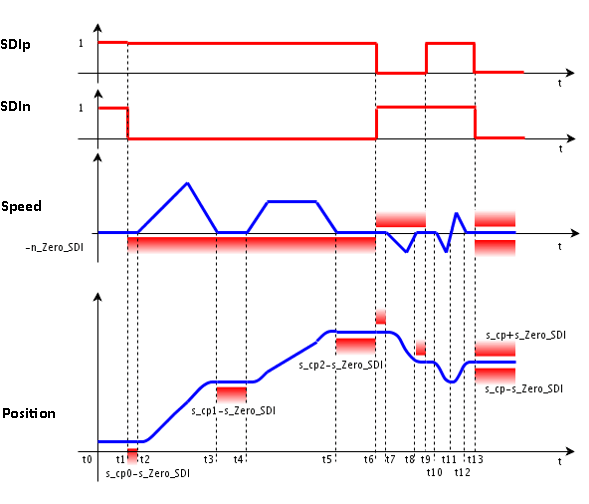 SDIp
1
t
SDIn
1
t
Speed
-n_Zero_SDI
t
s_cp+s_Zero_SDI
s_cp2-s_Zero_SDI
s_cp-s_Zero_SDI
s_cp1-s_Zero_SDI
Position
t0 t1 t2 t3 t4 t5 t6 t7 t8 t9 t11 t13 t
s_cp0-s_Zero_SDI t10 t12